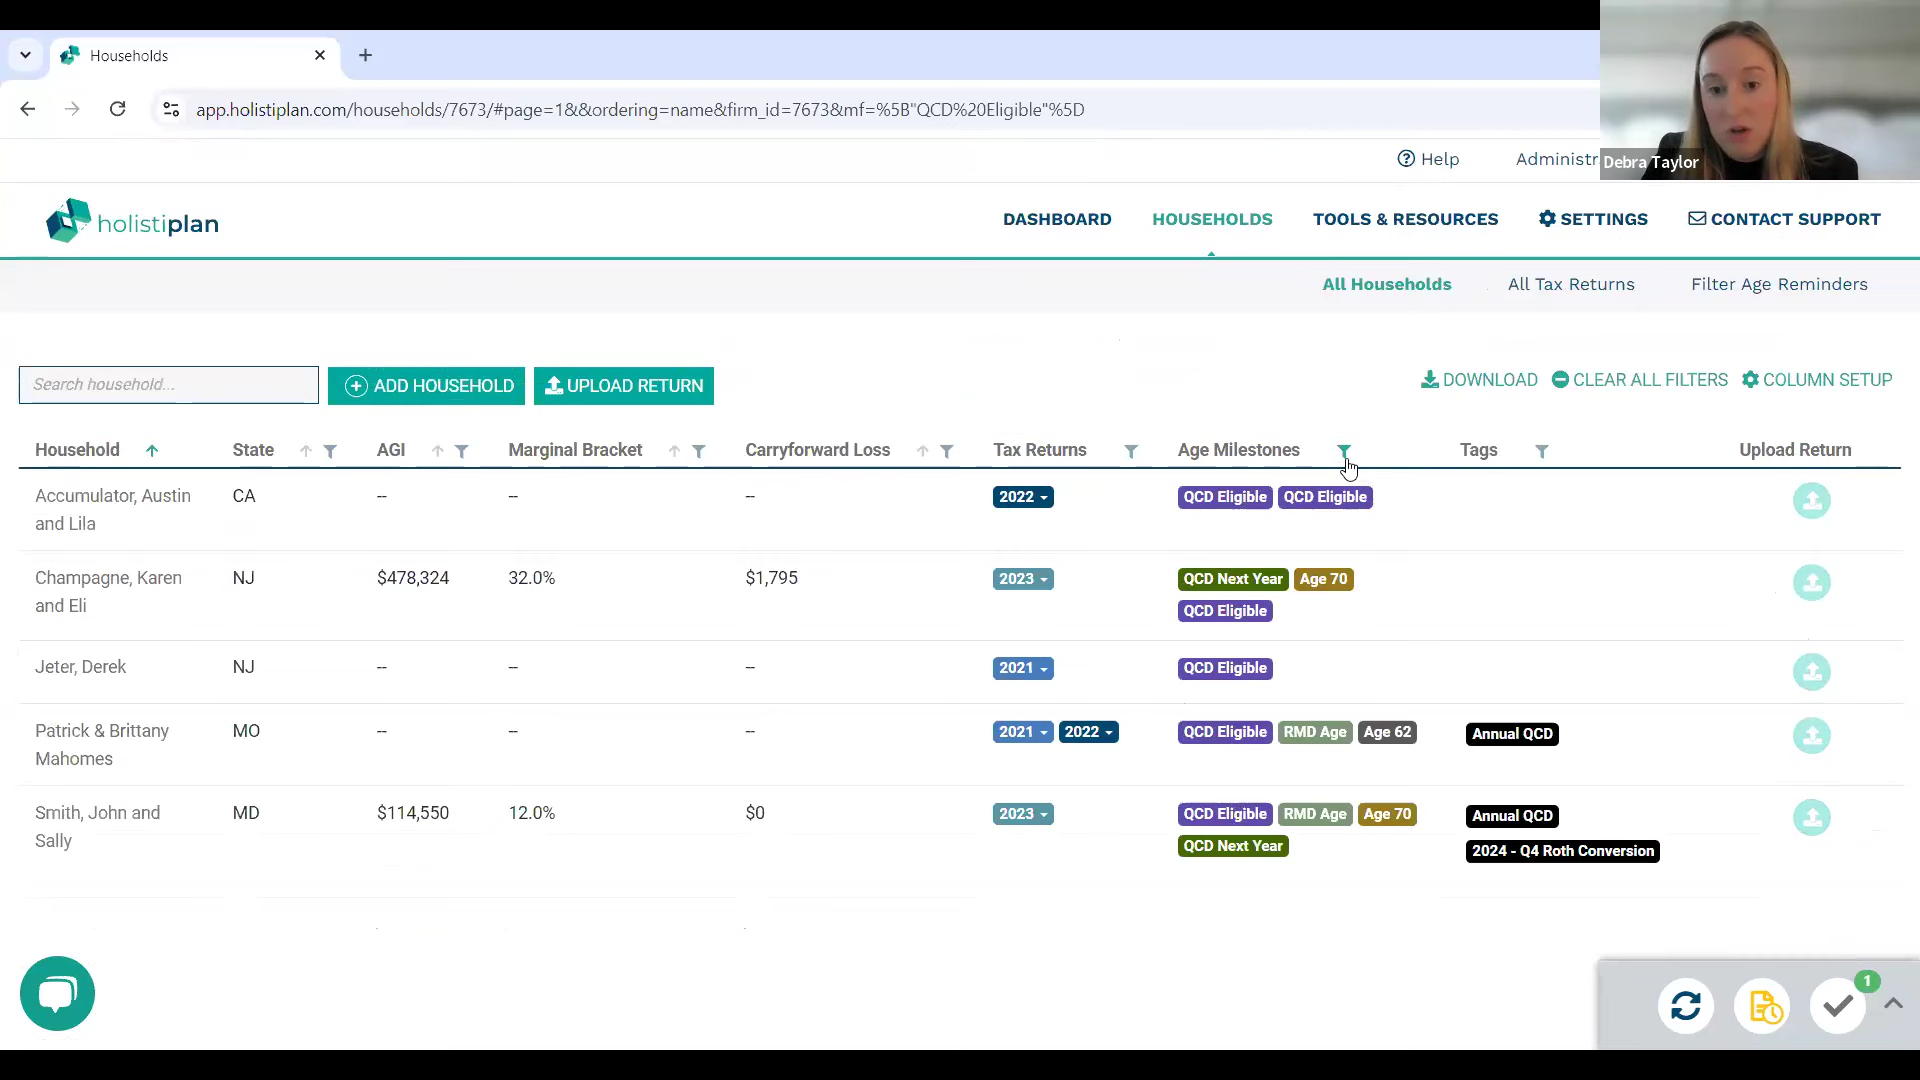 Households
app.holistiplan.com/households/7673/#page=1&&ordering=name&firm_id=7673&mf=%5B"QCD%20Eligible"%5D
Help Administr
Debra Taylor
holistiplan
DASHBOARD HOUSEHOLDS TOOLS & RESOURCES SETTINGS CONTACT SUPPORT
All Households All Tax Returns Filter Age Reminders
Search household... ADD HOUSEHOLD UPLOAD RETURN DOWNLOAD CLEAR ALL FILTERS COLUMN SETUP
Household State AGI Marginal Bracket Carryforward Loss Tax Returns Age Milestones Tags Upload Return
Accumulator, Austin CA -- -- -- 2022 QCD Eligible QCD Eligible
and Lila
Champagne, Karen NJ $478,324 32.0% $1,795 2023 QCD Next Year Age 70
and Eli QCD Eligible
Jeter, Derek NJ -- -- -- 2021 QCD Eligible
Patrick & Brittany MO -- -- -- 2021 2022 QCD Eligible RMD Age Age 62 Annual QCD
Mahomes
Smith, John and MD $114,550 12.0% $0 2023 QCD Eligible RMD Age Age 70 Annual QCD
Sally QCD Next Year 2024 - Q4 Roth Conversion
1